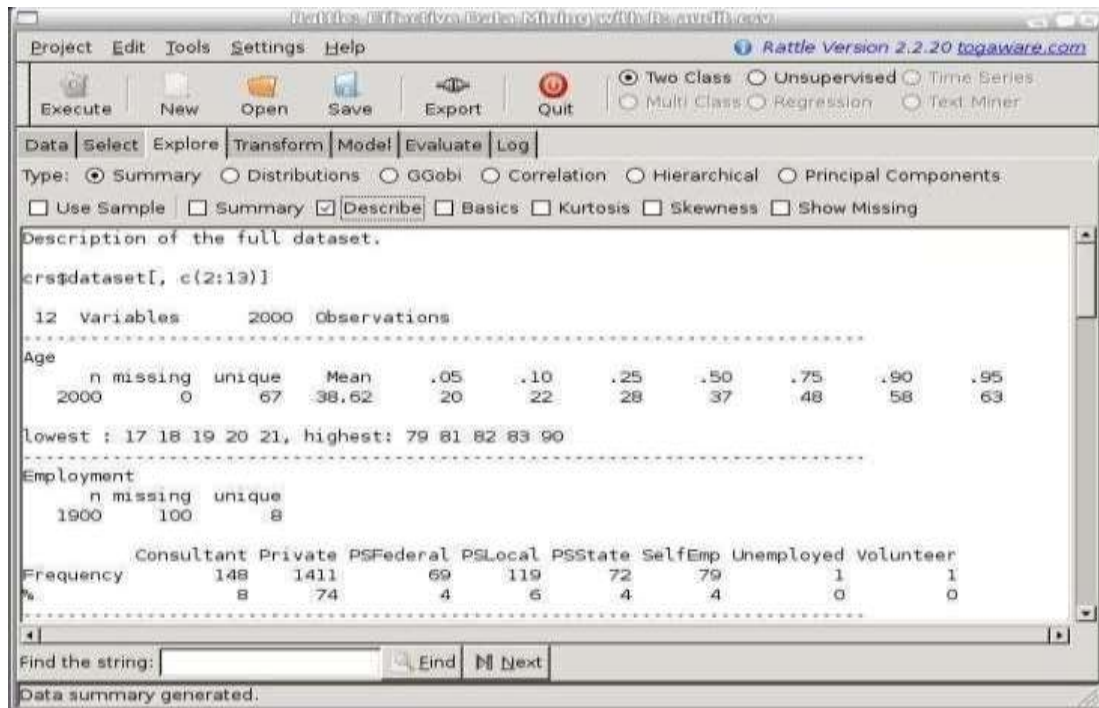 Rattle: Effective Data Mining with R: audit.csv
Project Edit Tools Settings Help Rattle Version 2.2.20 togaware.com
Execute New Open Save Export Quit
Two Class Unsupervised Time Series
Multi Class Regression Text Miner
Data Select Explore Transform Model Evaluate Log
Type: Summary Distributions GGobi Correlation Hierarchical Principal Components
Use Sample Summary Describe Basics Kurtosis Skewness Show Missing
Description of the full dataset.
crs$dataset[, c(2:13)]
12 Variables 2000 Observations
Age
n missing unique Mean .05 .10 .25 .50 .75 .90 .95
2000 0 67 38.62 20 22 28 37 48 58 63
lowest : 17 18 19 20 21, highest: 79 81 82 83 90
Employment
n missing unique
1900 100 8
Consultant Private PSFederal PSLocal PSState SelfEmp Unemployed Volunteer
Frequency 148 1411 69 119 72 79 1 1
% 8 74 4 6 4 4 0 0
Find the string: Find Next
Data summary generated.